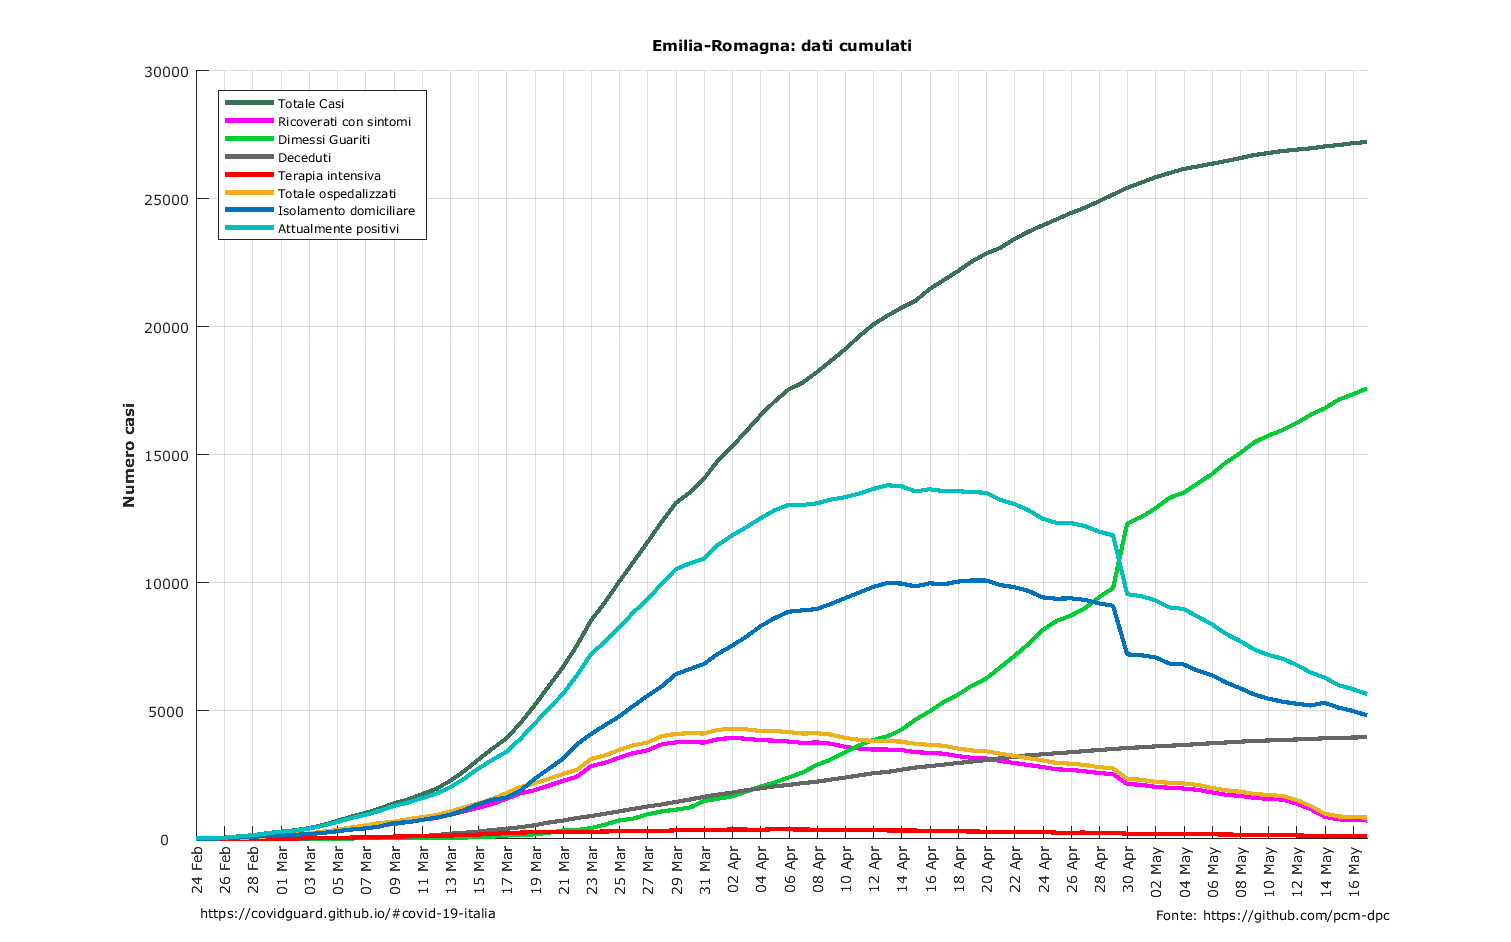 Emilia-Romagna: dati cumulati
30000
25000
20000
15000
10000
5000
0
Numero casi
Totale Casi
Ricoverati con sintomi
Dimessi Guariti
Deceduti
Terapia intensiva
Totale ospedalizzati
Isolamento domiciliare
Attualmente positivi
24 Feb
26 Feb
28 Feb
01 Mar
03 Mar
05 Mar
07 Mar
09 Mar
11 Mar
13 Mar
15 Mar
17 Mar
19 Mar
21 Mar
23 Mar
25 Mar
27 Mar
29 Mar
31 Mar
02 Apr
04 Apr
06 Apr
08 Apr
10 Apr
12 Apr
14 Apr
16 Apr
18 Apr
20 Apr
22 Apr
24 Apr
26 Apr
28 Apr
30 Apr
02 May
04 May
06 May
08 May
10 May
12 May
14 May
16 May
https://covidguard.github.io/#covid-19-italia
Fonte: https://github.com/pcm-dpc